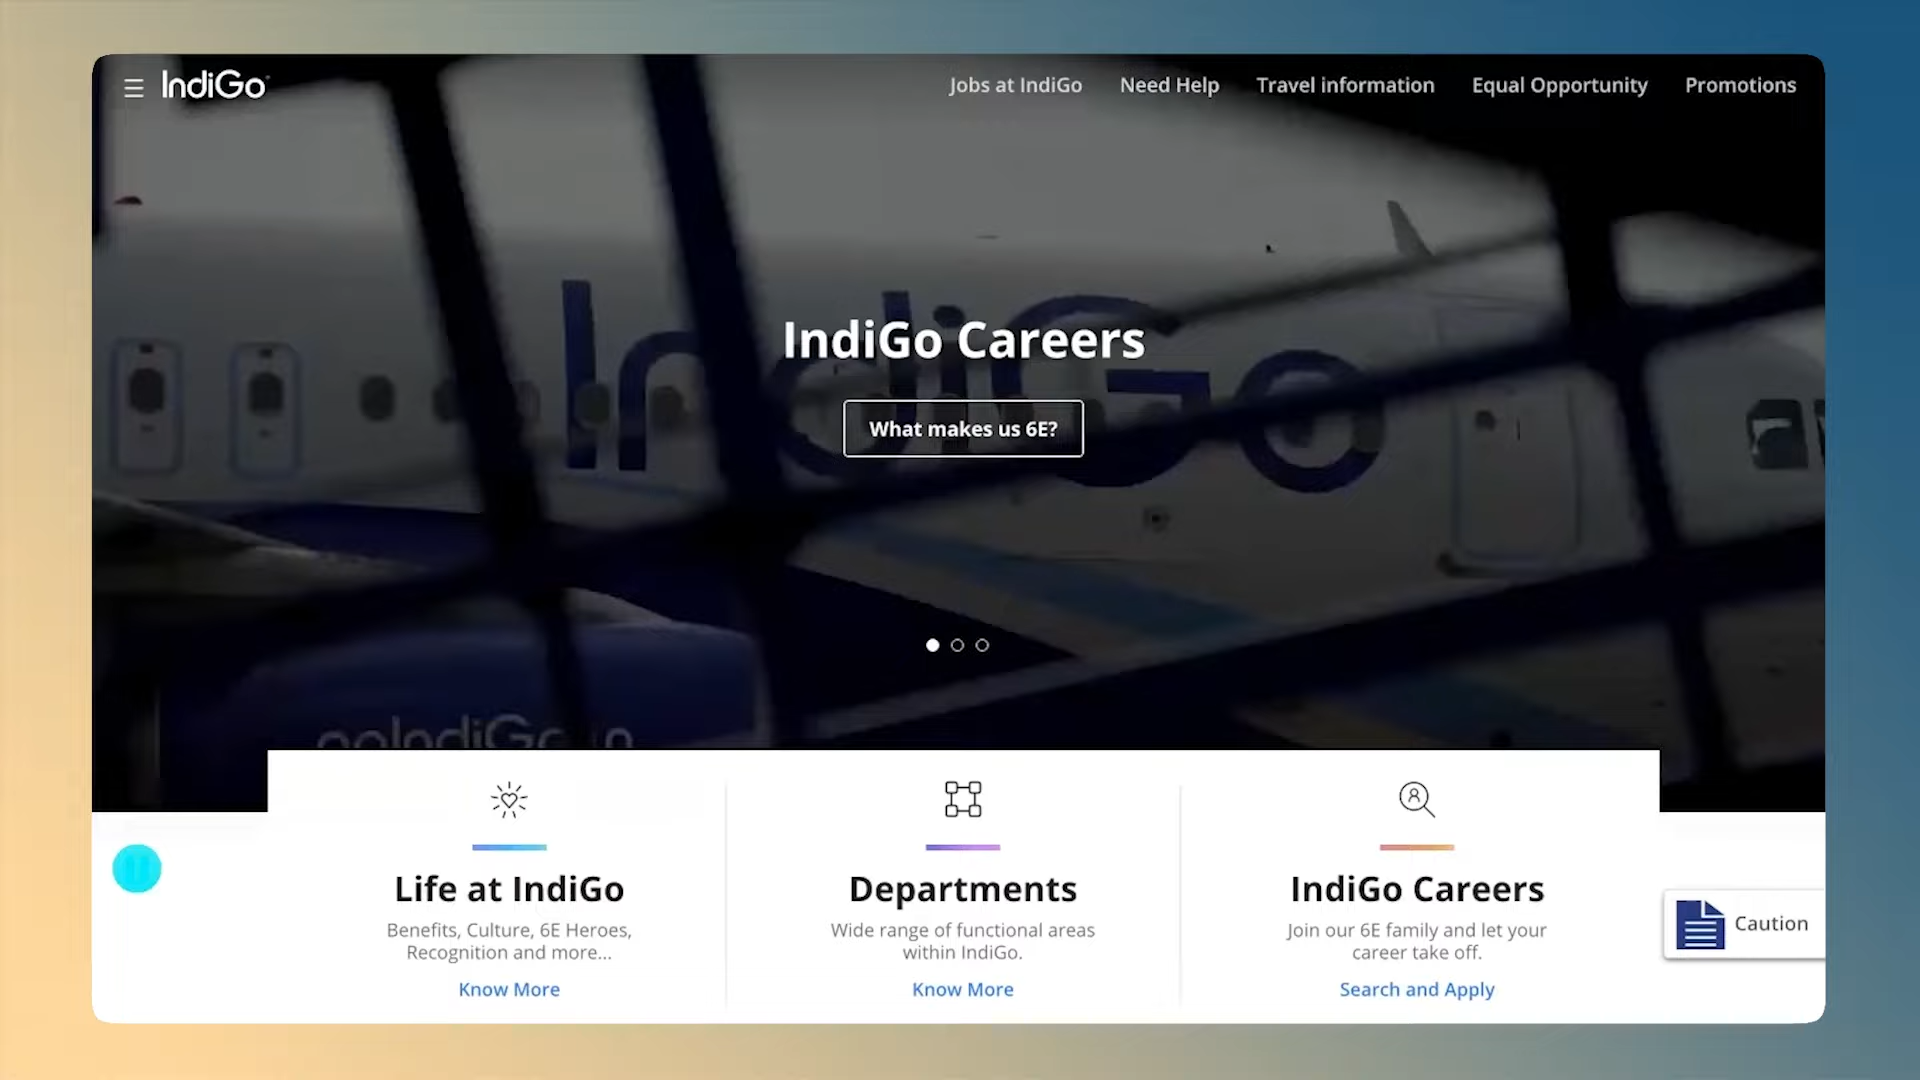 IndiGo
Jobs at IndiGo
Need Help
Travel information
Equal Opportunity
Promotions
IndiGo
IndiGo Careers
What makes us 6E?
Life at IndiGo
Benefits, Culture, 6E Heroes,
Recognition and more...
Know More
Departments
Wide range of functional areas
within IndiGo.
Know More
IndiGo Careers
Join our 6E family and let your
career take off.
Search and Apply
Caution